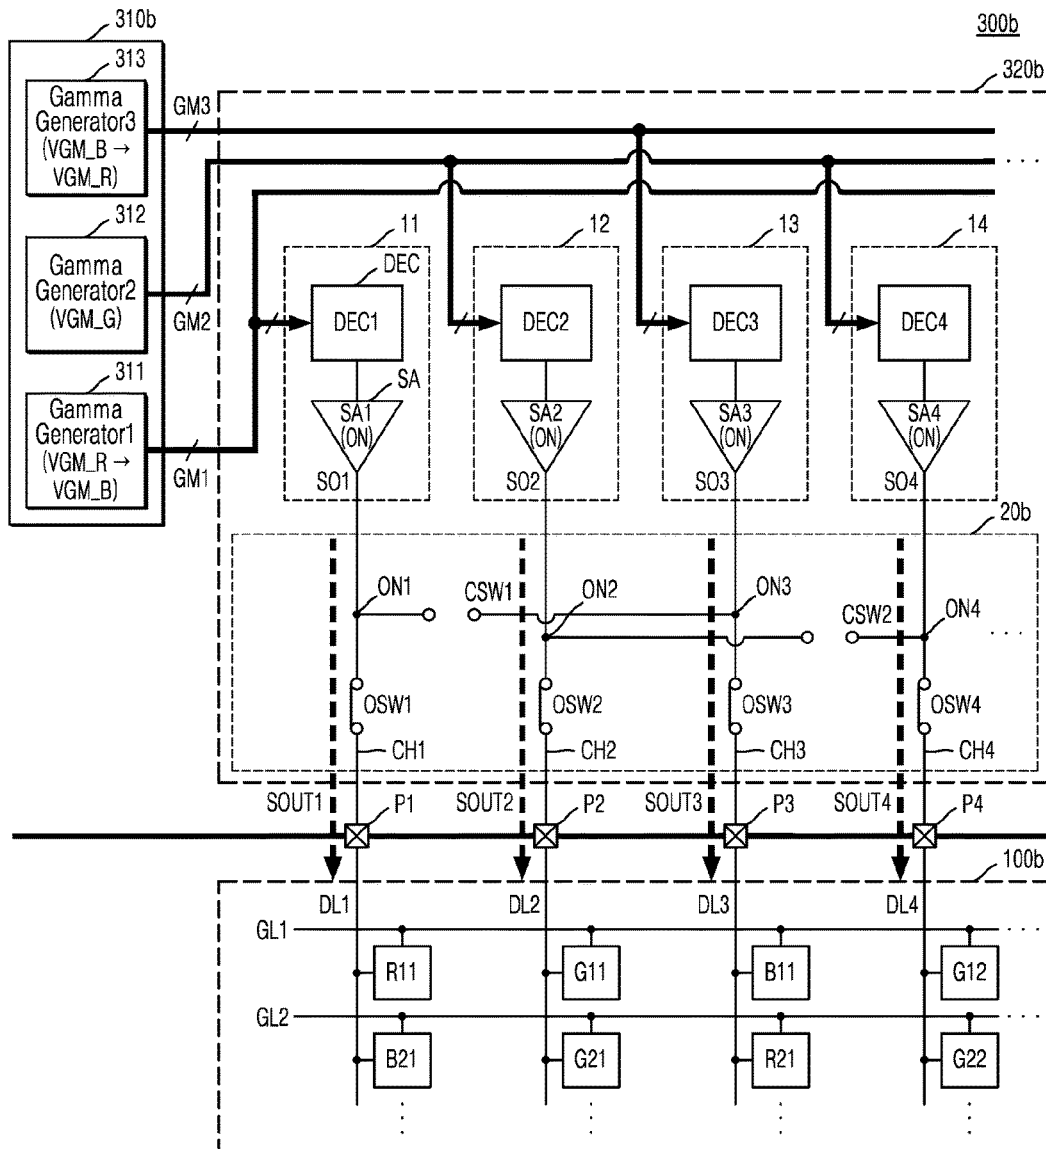 300b
310b
320b
313
Gamma
Generator3
(VGM_B →
VGM_R)
GM3
312
Gamma
Generator2
(VGM_G)
GM2
311
Gamma
Generator1
(VGM_R →
VGM_B)
GM1
. . .
11
12
13
14
DEC
DEC1
DEC2
DEC3
DEC4
SA
SA1
(ON)
SA2
(ON)
SA3
(ON)
SA4
(ON)
SO1
SO2
SO3
SO4
20b
ON1
CSW1
ON2
ON3
CSW2
ON4
. . .
OSW1
OSW2
OSW3
OSW4
CH1
CH2
CH3
CH4
SOUT1
P1
SOUT2
P2
SOUT3
P3
SOUT4
P4
100b
DL1
DL2
DL3
DL4
GL1
. . .
R11
G11
B11
G12
GL2
. . .
B21
G21
R21
G22